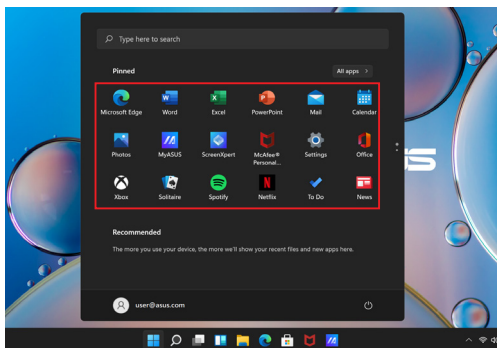 Type here to search
Pinned
All apps >
Microsoft Edge Word Excel PowerPoint Mail Calendar
Photos MyASUS ScreenXpert McAfee® Settings Office
Personal...
Xbox Solitaire Spotify Netflix To Do News
Recommended
The more you use your device, the more we'll show your recent files and new apps here.
user@asus.com